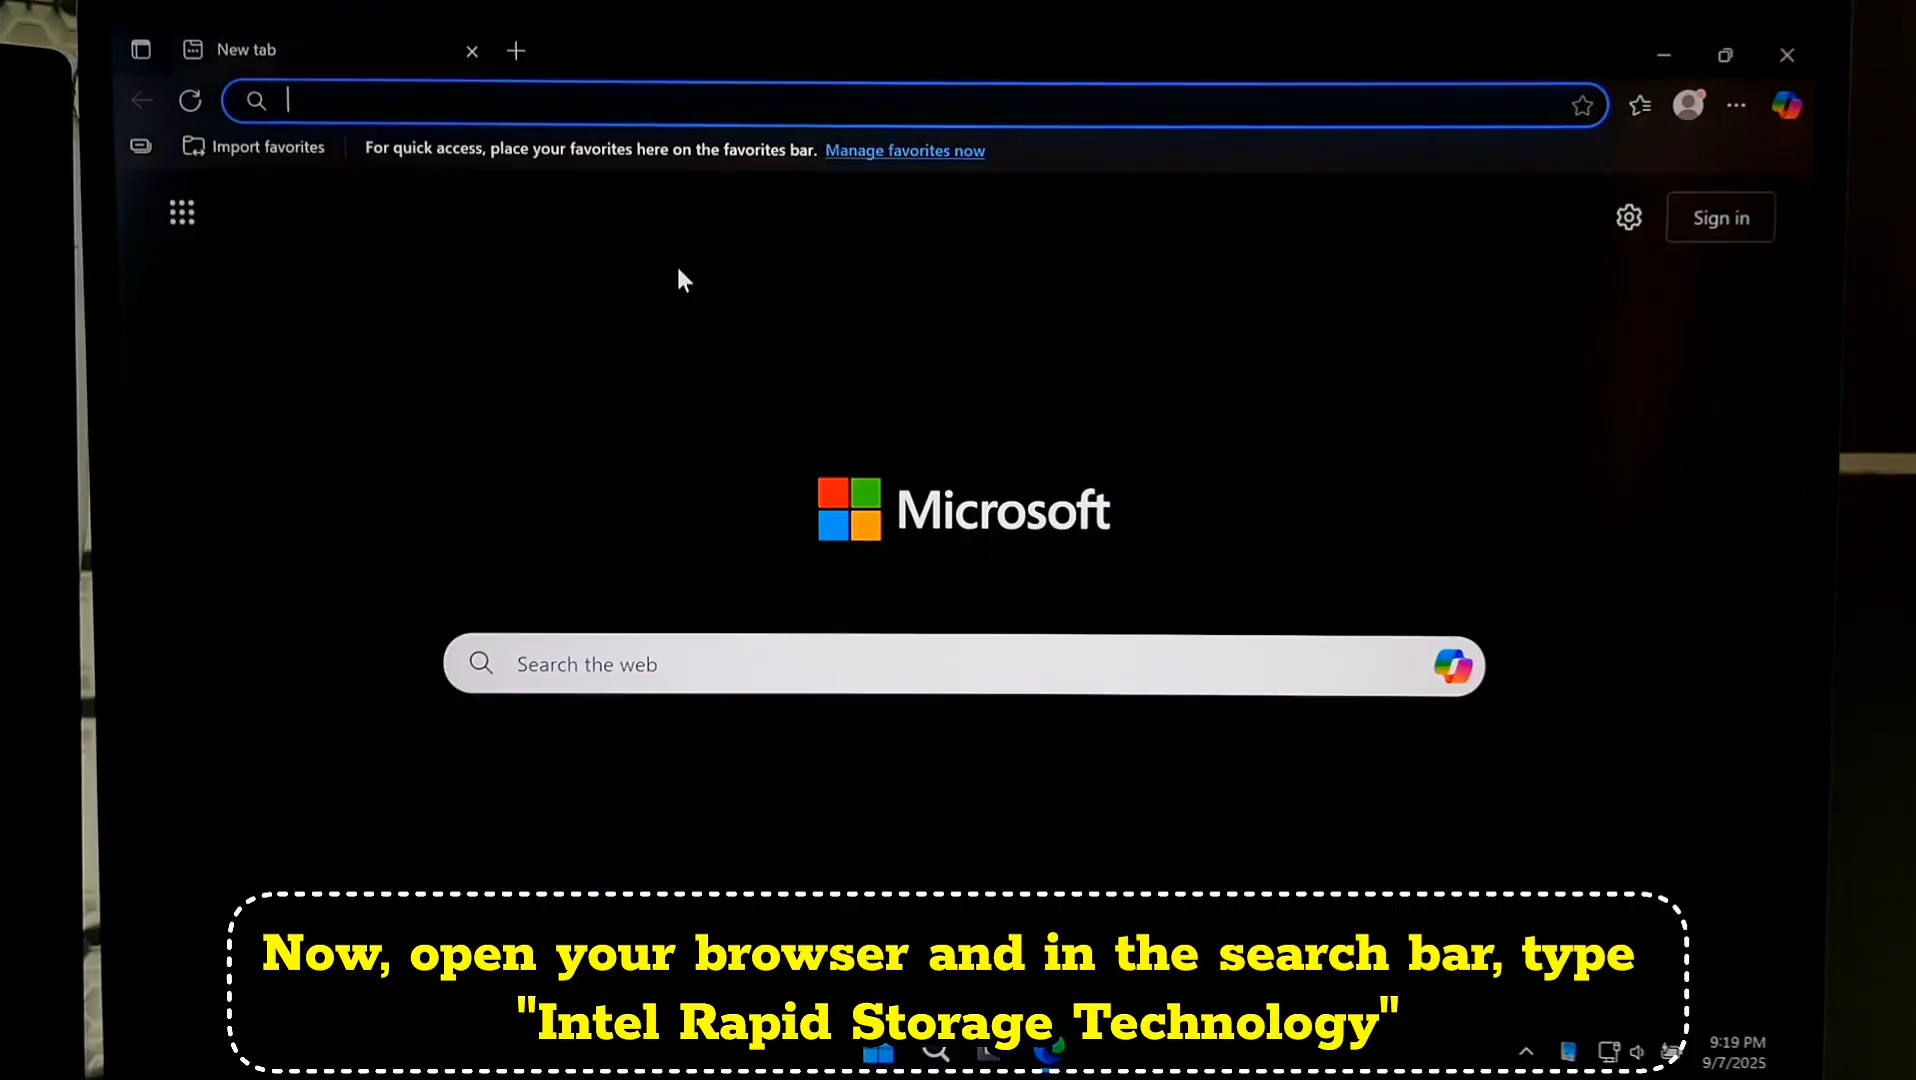 New tab
Import favorites
For quick access, place your favorites here on the favorites bar. Manage favorites now
Sign in
Microsoft
Search the web
Now, open your browser and in the search bar, type
"Intel Rapid Storage Technology"
9:19 PM
9/7/2025